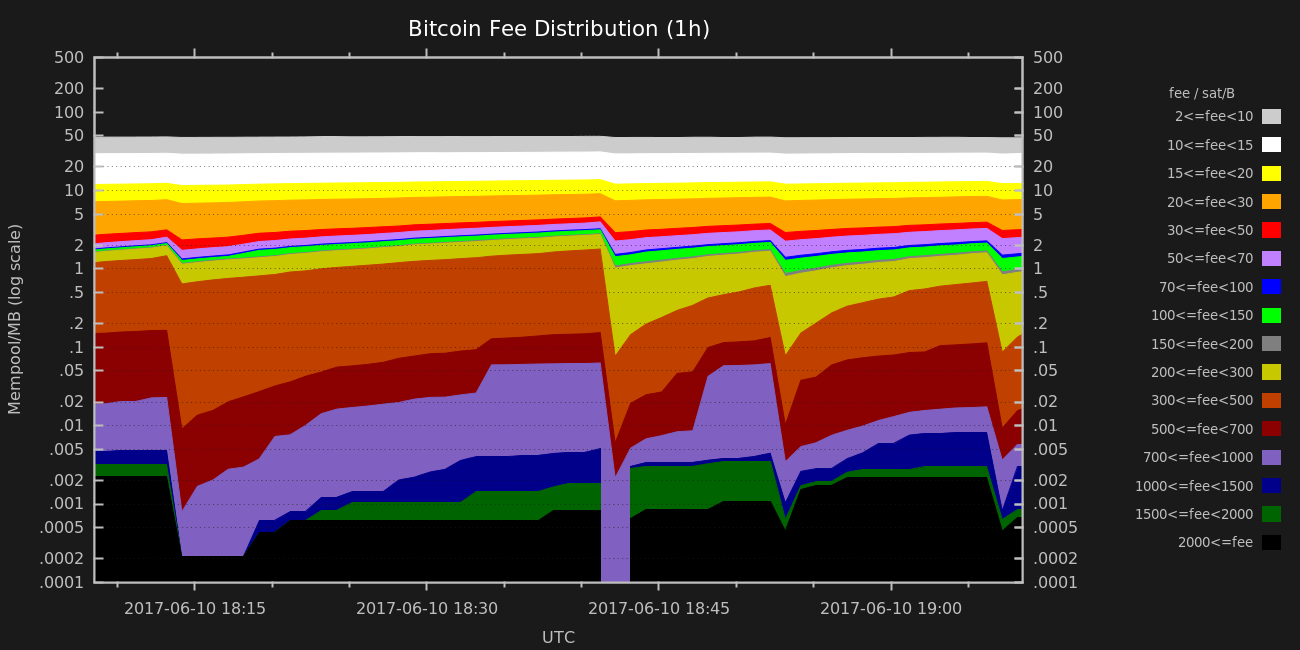 Bitcoin Fee Distribution (1h)
Mempool/MB (log scale)
500
200
100
50
20
10
5
2
1
.5
.2
.1
.05
.02
.01
.005
.002
.001
.0005
.0002
.0001
500
200
100
50
20
10
5
2
1
.5
.2
.1
.05
.02
.01
.005
.002
.001
.0005
.0002
.0001
2017-06-10 18:15 2017-06-10 18:30 2017-06-10 18:45 2017-06-10 19:00
UTC
fee / sat/B
2<=fee<10
10<=fee<15
15<=fee<20
20<=fee<30
30<=fee<50
50<=fee<70
70<=fee<100
100<=fee<150
150<=fee<200
200<=fee<300
300<=fee<500
500<=fee<700
700<=fee<1000
1000<=fee<1500
1500<=fee<2000
2000<=fee